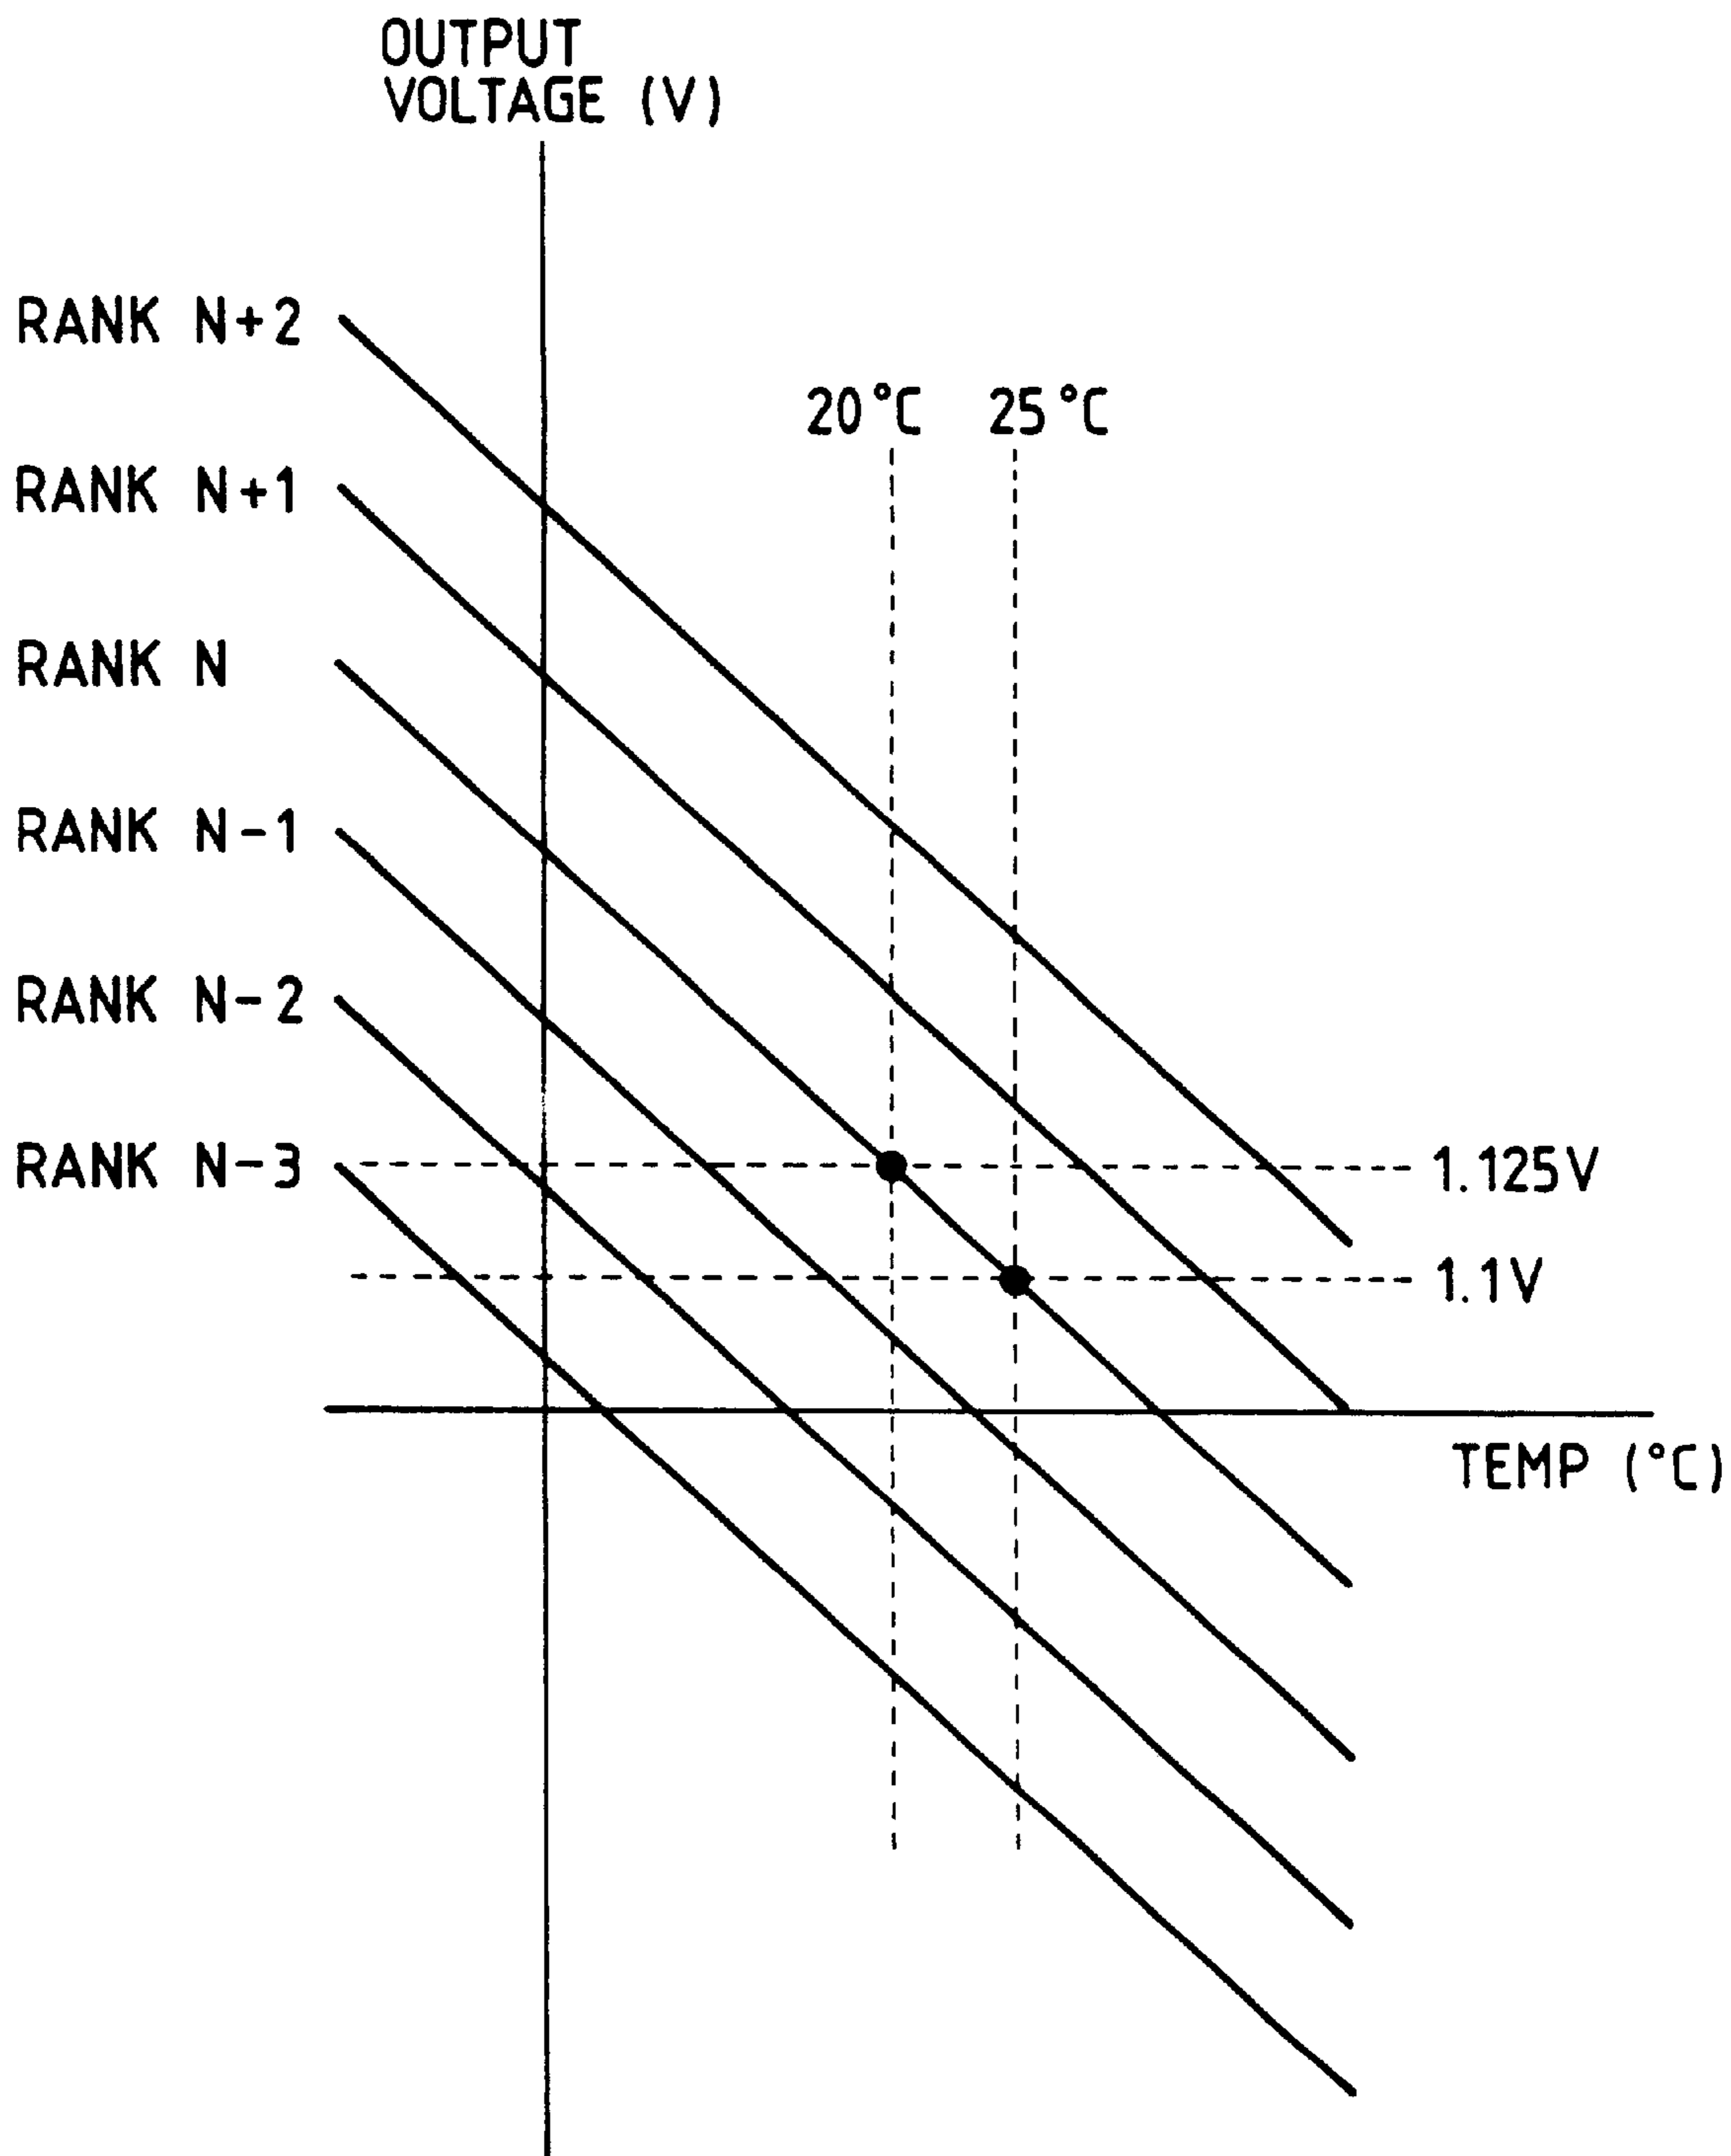 OUTPUT
VOLTAGE (V)
RANK N+2
20°C 25°C
RANK N+1
RANK N
RANK N-1
RANK N-2
RANK N-3
1.125V
1.1V
TEMP (°C)